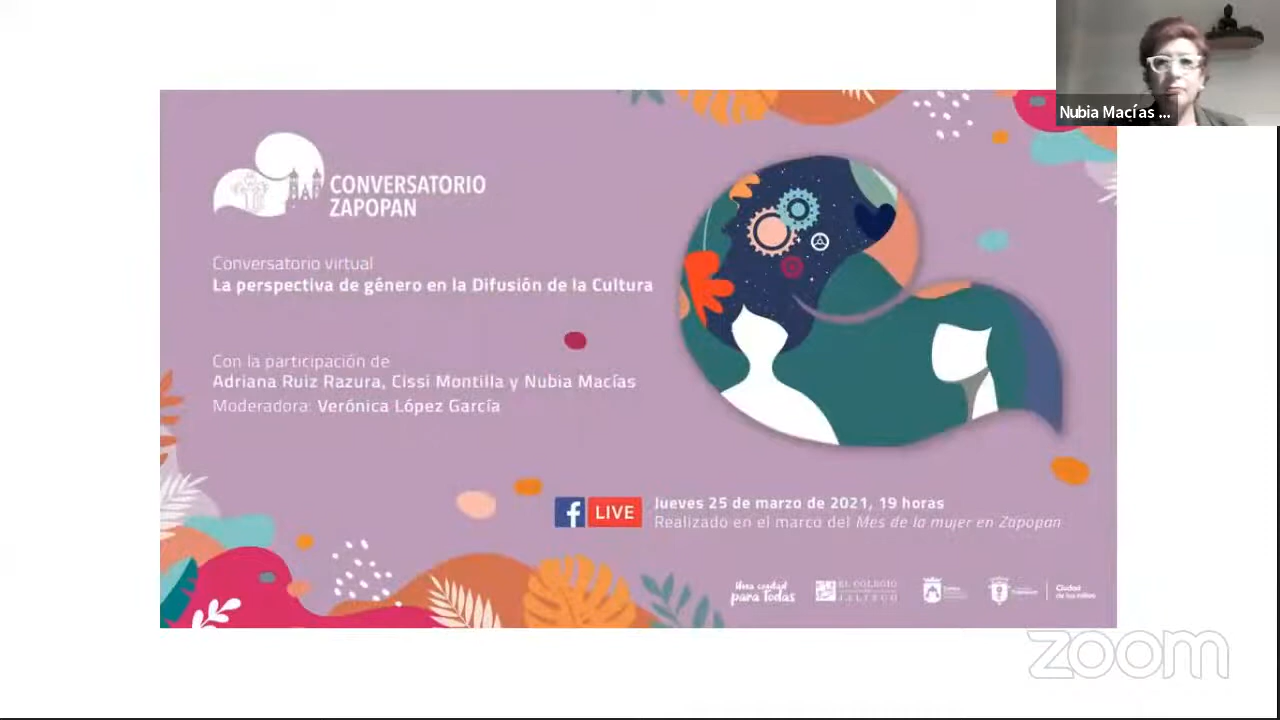 Nubia Macías ...
CONVERSATORIO
ZAPOPAN
Conversatorio virtual
La perspectiva de género en la Difusión de la Cultura
Con la participación de
Adriana Ruiz Razura, Cissi Montilla y Nubia Macías
Moderadora: Verónica López García
f LIVE
Jueves 25 de marzo de 2021, 19 horas
Realizado en el marco del Mes de la mujer en Zapopan
Una ciudad
para Todas
EL COLEGIO
JALISCO
Ciudad
de los niños
zoom